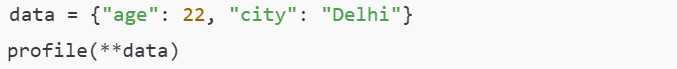 data = {"age": 22, "city": "Delhi"}
profile(**data)